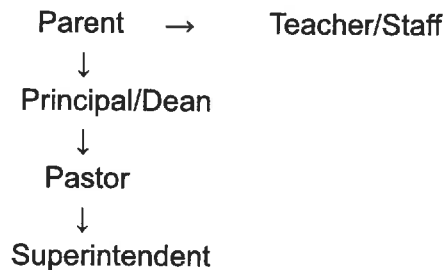 Parent → Teacher/Staff
↓
Principal/Dean
↓
Pastor
↓
Superintendent